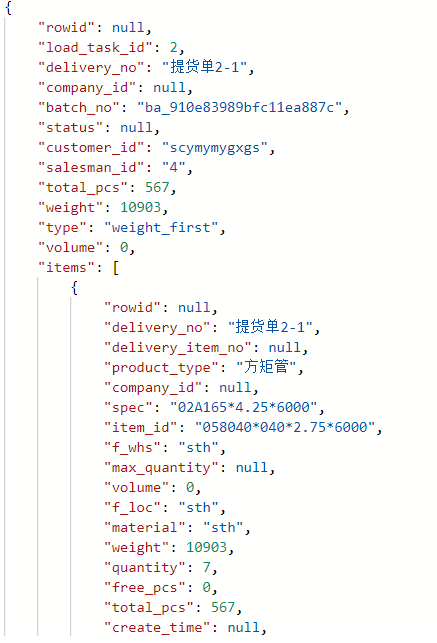 {
"rowid": null,
"load_task_id": 2,
"delivery_no": "提货单2-1",
"company_id": null,
"batch_no": "ba_910e83989bfc11ea887c",
"status": null,
"customer_id": "scymymygxgs",
"salesman_id": "4",
"total_pcs": 567,
"weight": 10903,
"type": "weight_first",
"volume": 0,
"items": [
{
"rowid": null,
"delivery_no": "提货单2-1",
"delivery_item_no": null,
"product_type": "方矩管",
"company_id": null,
"spec": "02A165*4.25*6000",
"item_id": "058040*040*2.75*6000",
"f_whs": "sth",
"max_quantity": null,
"volume": 0,
"f_loc": "sth",
"material": "sth",
"weight": 10903,
"quantity": 7,
"free_pcs": 0,
"total_pcs": 567,
"create_time": null,